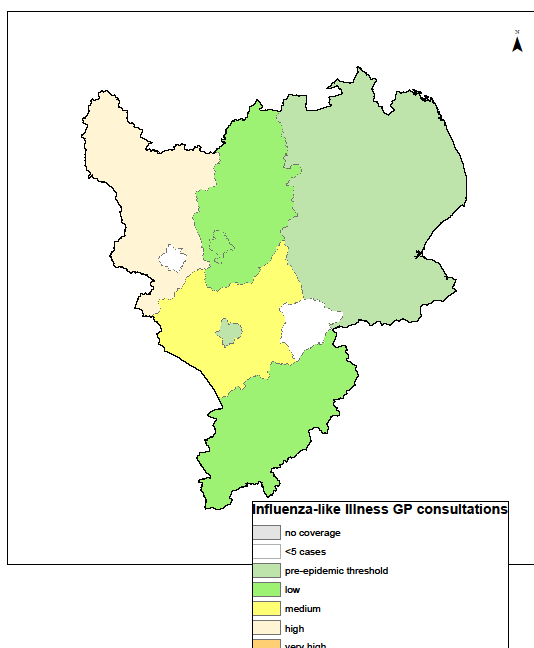 N
Influenza-like Illness GP consultations
no coverage
<5 cases
pre-epidemic threshold
low
medium
high
very high